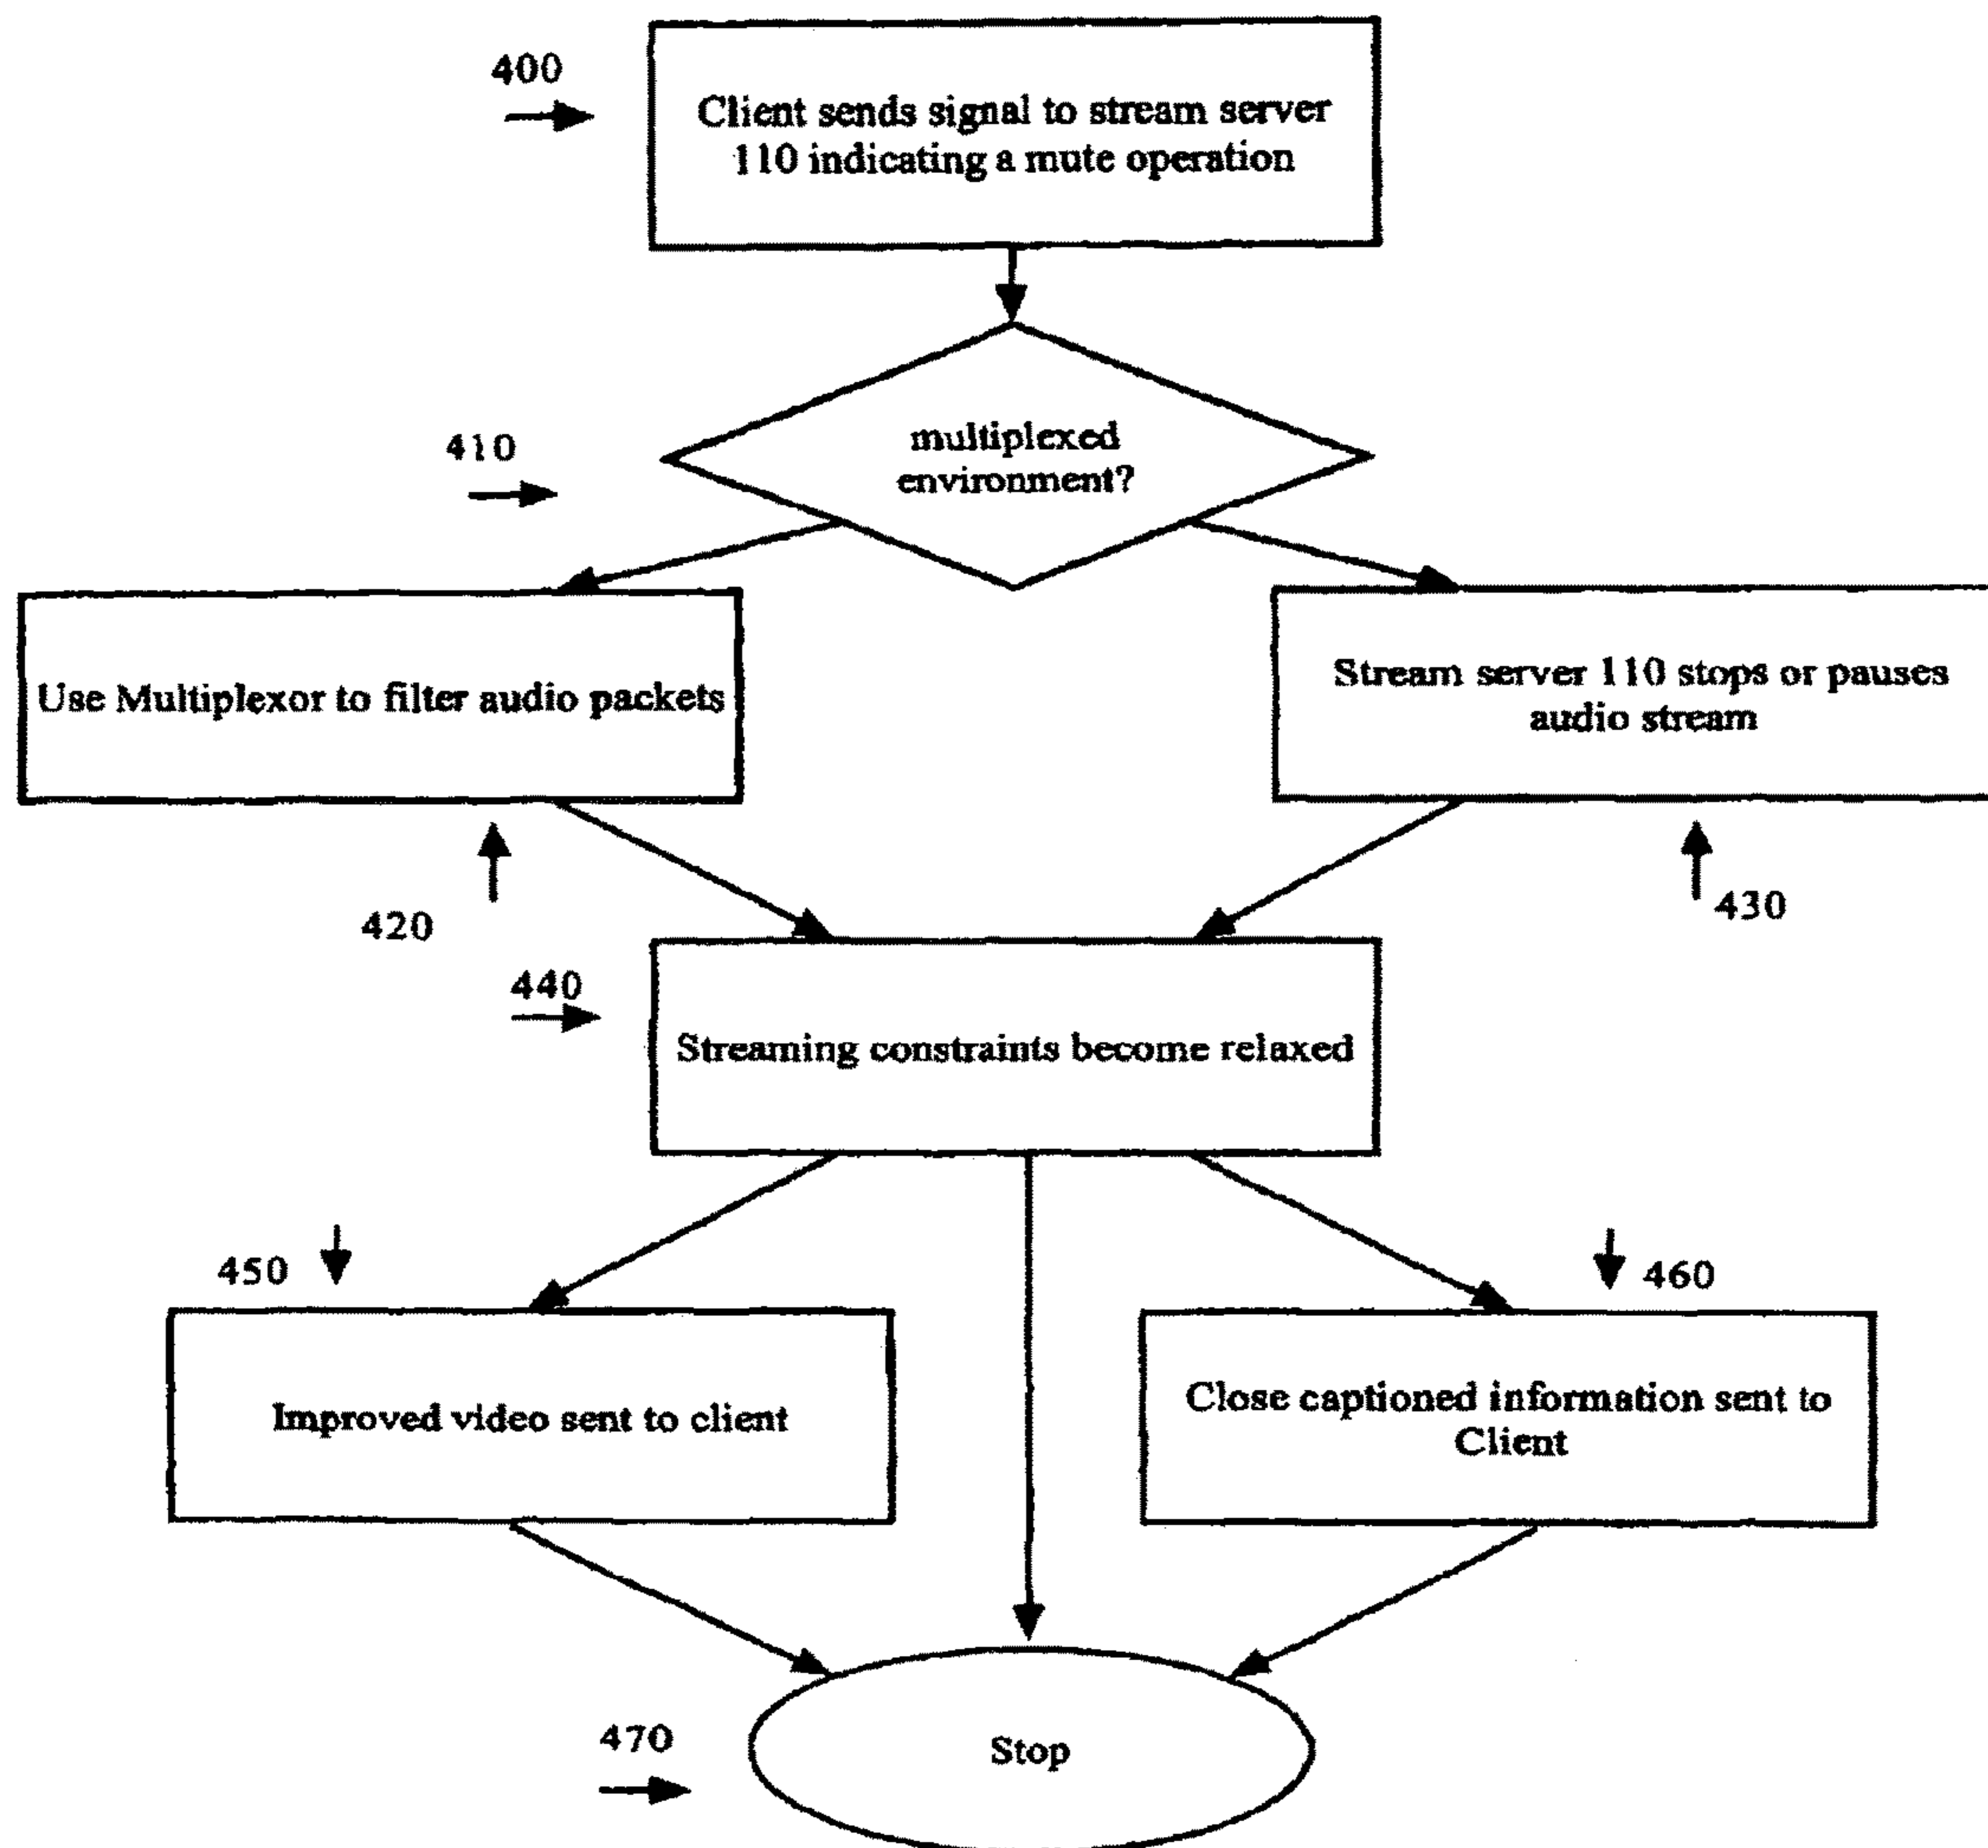 400
Client sends signal to stream server
110 indicating a mute operation
410
multiplexed
environment?
Use Multiplexor to filter audio packets
Stream server 110 stops or pauses
audio stream
420
430
440
Streaming constraints become relaxed
450
460
Improved video sent to client
Close captioned information sent to
Client
470
Stop